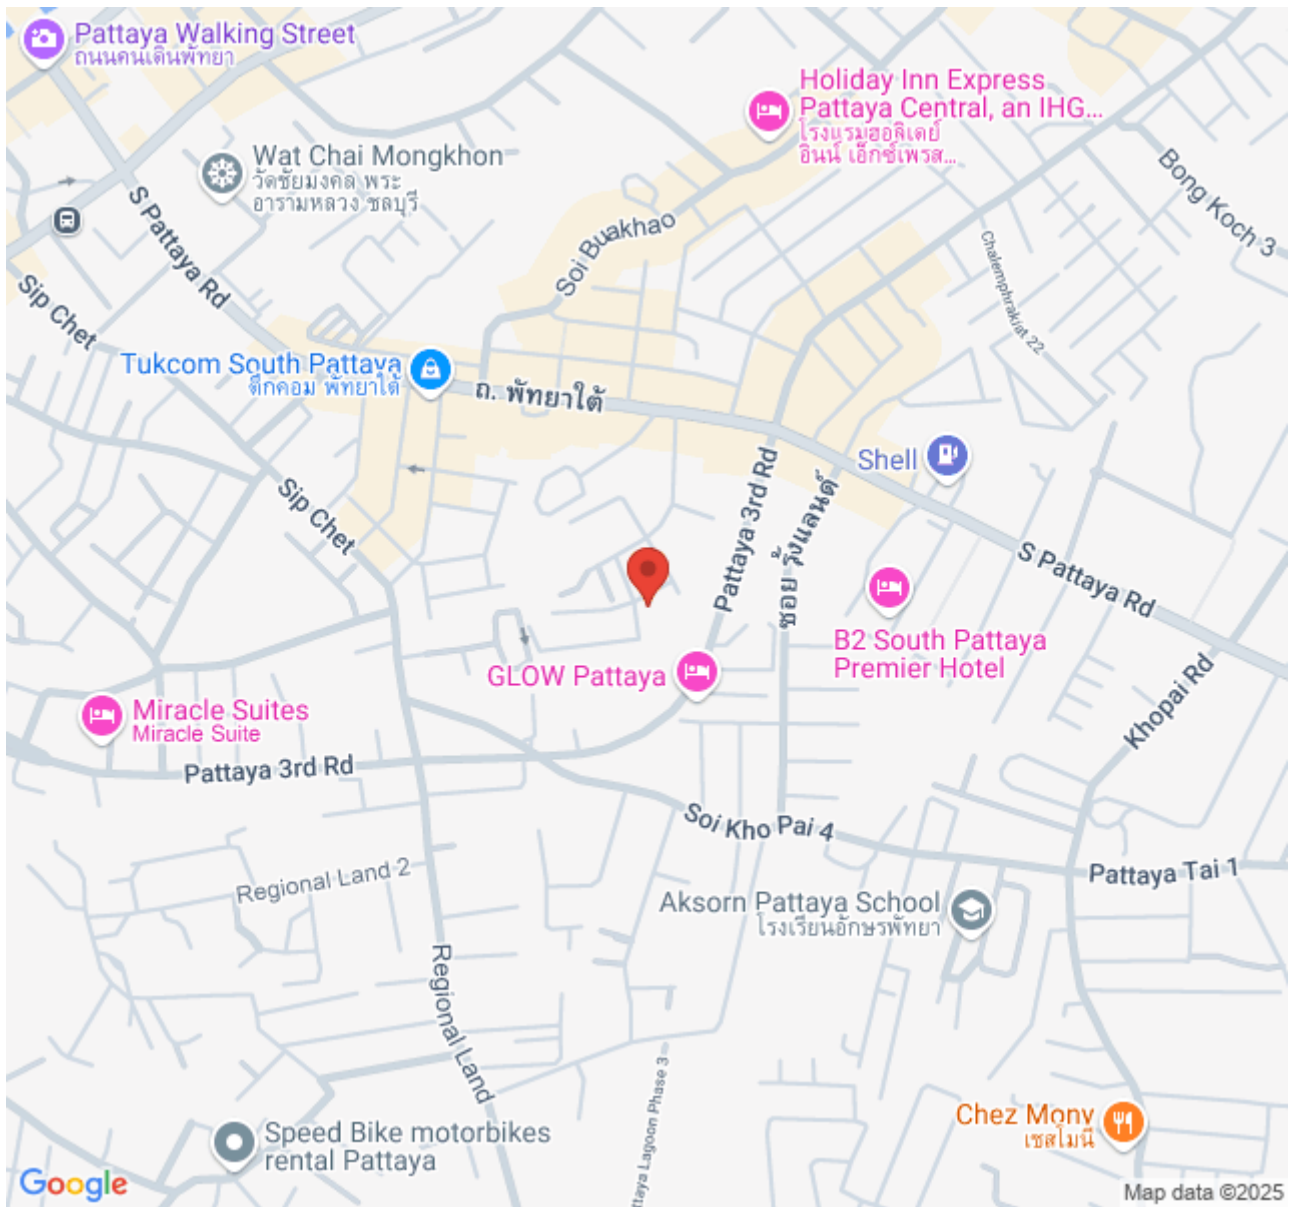 Pattaya Walking Street
ถนนคนเดินพัทยา
Holiday Inn Express
Pattaya Central, an IHG...
โรงแรมฮอลิเดย์
อินน์ เอ็กซ์เพรส...
Wat Chai Mongkhon
วัดชัยมงคล พระ
อารามหลวง ชลบุรี
Bong Koch 3
S Pattaya Rd
Soi Buakhao
Chalermphrakiat 22
Sip Chet
Tukcom South Pattaya
ตึกคอม พัทยาใต้
ถ. พัทยาใต้
Shell
Sip Chet
Pattaya 3rd Rd
ซอย วุ้งแลนด์
S Pattaya Rd
B2 South Pattaya
Premier Hotel
GLOW Pattaya
Khopai Rd
Miracle Suites
Miracle Suite
Pattaya 3rd Rd
Soi Kho Pai 4
Pattaya Tai 1
Regional Land 2
Aksorn Pattaya School
โรงเรียนอักษรพัทยา
Regional Land
ttaya Lagoon Phase 3
Chez Mony
เชสโมนี
Speed Bike motorbikes
rental Pattaya
Google
Map data ©2025